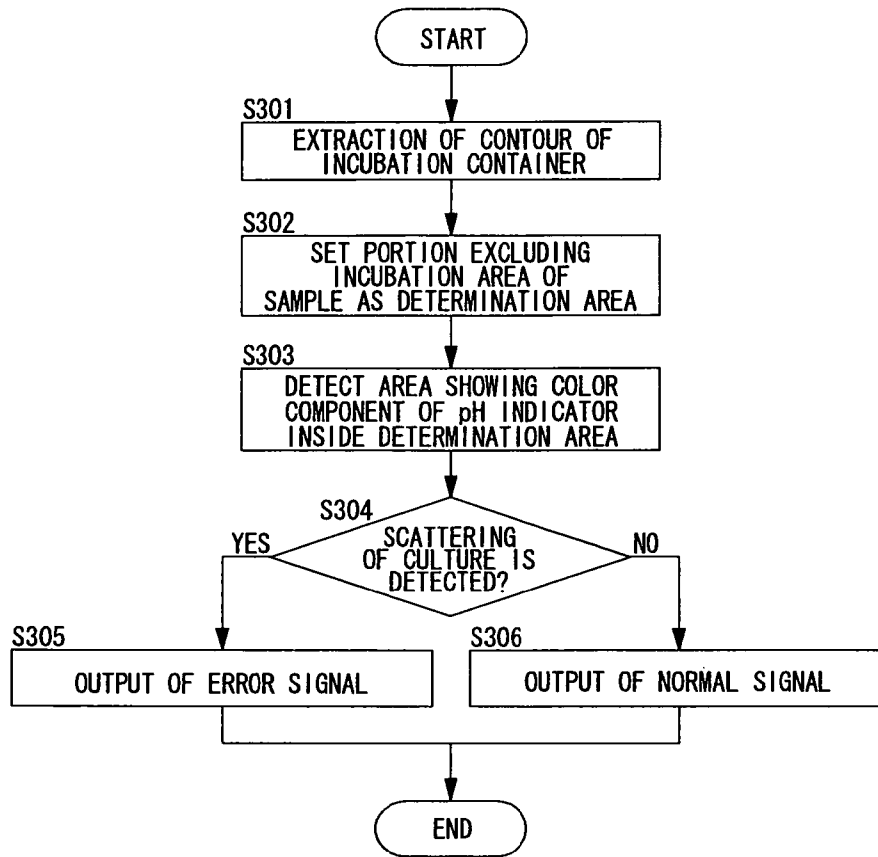 START
S301
EXTRACTION OF CONTOUR OF
INCUBATION CONTAINER
S302
SET PORTION EXCLUDING
INCUBATION AREA OF
SAMPLE AS DETERMINATION AREA
S303
DETECT AREA SHOWING COLOR
COMPONENT OF pH INDICATOR
INSIDE DETERMINATION AREA
S304
SCATTERING
OF CULTURE IS
DETECTED?
YES
NO
S305
OUTPUT OF ERROR SIGNAL
S306
OUTPUT OF NORMAL SIGNAL
END